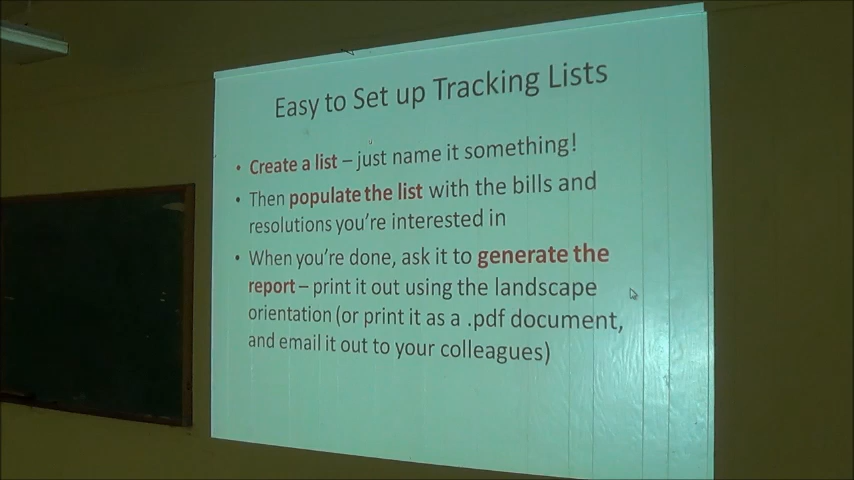 Easy to Set up Tracking Lists
• Create a list – just name it something!
• Then populate the list with the bills and
resolutions you're interested in
• When you're done, ask it to generate the
report – print it out using the landscape
orientation (or print it as a .pdf document,
and email it out to your colleagues)